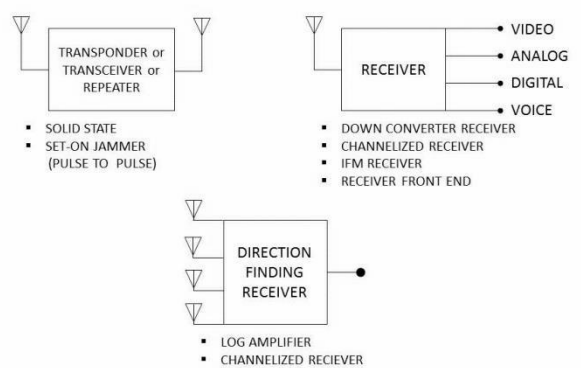 TRANSPONDER or
TRANSCEIVER or
REPEATER
▪ SOLID STATE
▪ SET-ON JAMMER
(PULSE TO PULSE)
RECEIVER
VIDEO
ANALOG
DIGITAL
VOICE
▪ DOWN CONVERTER RECEIVER
▪ CHANNELIZED RECEIVER
▪ IFM RECEIVER
▪ RECEIVER FRONT END
DIRECTION
FINDING
RECEIVER
▪ LOG AMPLIFIER
▪ CHANNELIZED RECIEVER